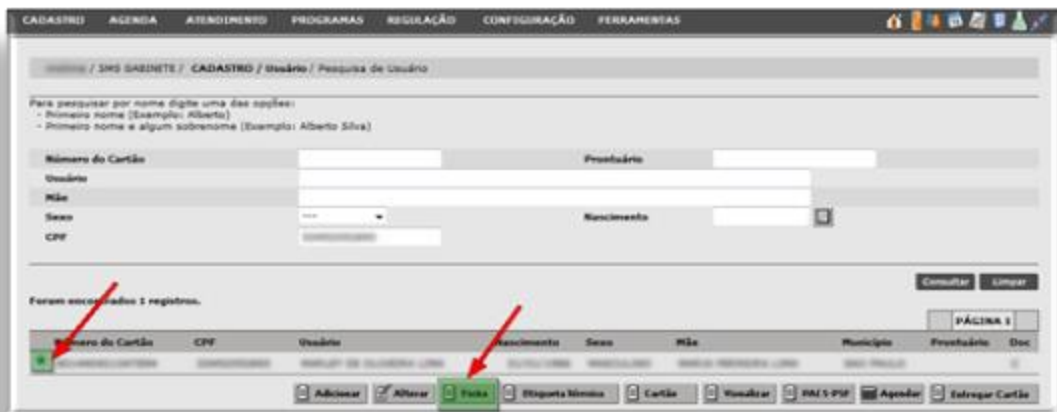 CADASTRO AGENDA ATENDIMENTO PROGRAMAS REGULAÇÃO CONFIGURAÇÃO FERRAMENTAS
/ SMS GABINETE / CADASTRO / Usuário / Pesquisa de Usuário
Para pesquisar por nome digite uma das opções:
- Primeiro nome (Exemplo: Alberto)
- Primeiro nome e algum sobrenome (Exemplo: Alberto Silva)
Número do Cartão Prontuário
Usuário
Mãe
Sexo --- Nascimento
CPF
Consultar Limpar
Foram encontrados 1 registros.
PÁGINA 1
Número do Cartão CPF Usuário Nascimento Sexo Mãe Município Prontuário Doc
Adicionar Alterar Ficha Etiqueta Térmica Cartão Visualizar PACS-PSF Agendar Entregar Cartão